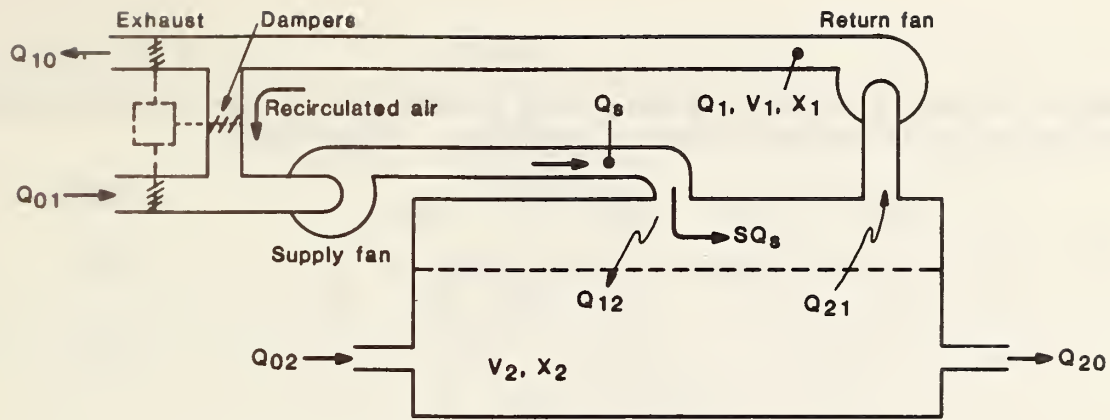 Exhaust
Dampers
Return fan
Q10
Recirculated air
Qs
Q1, V1, X1
Q01
Supply fan
SQs
Q12
Q21
Q02
V2, X2
Q20